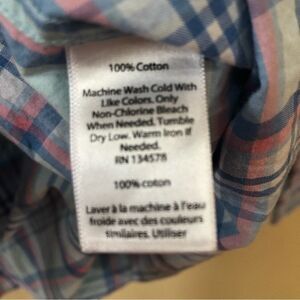 100% Cotton
Machine Wash Cold With
Like Colors. Only
Non-Chlorine Bleach
When Needed. Tumble
Dry Low. Warm Iron If
Needed.
RN 134578
100% coton
Laver à la machine à l'eau
froide avec des couleurs
similaires. Utiliser